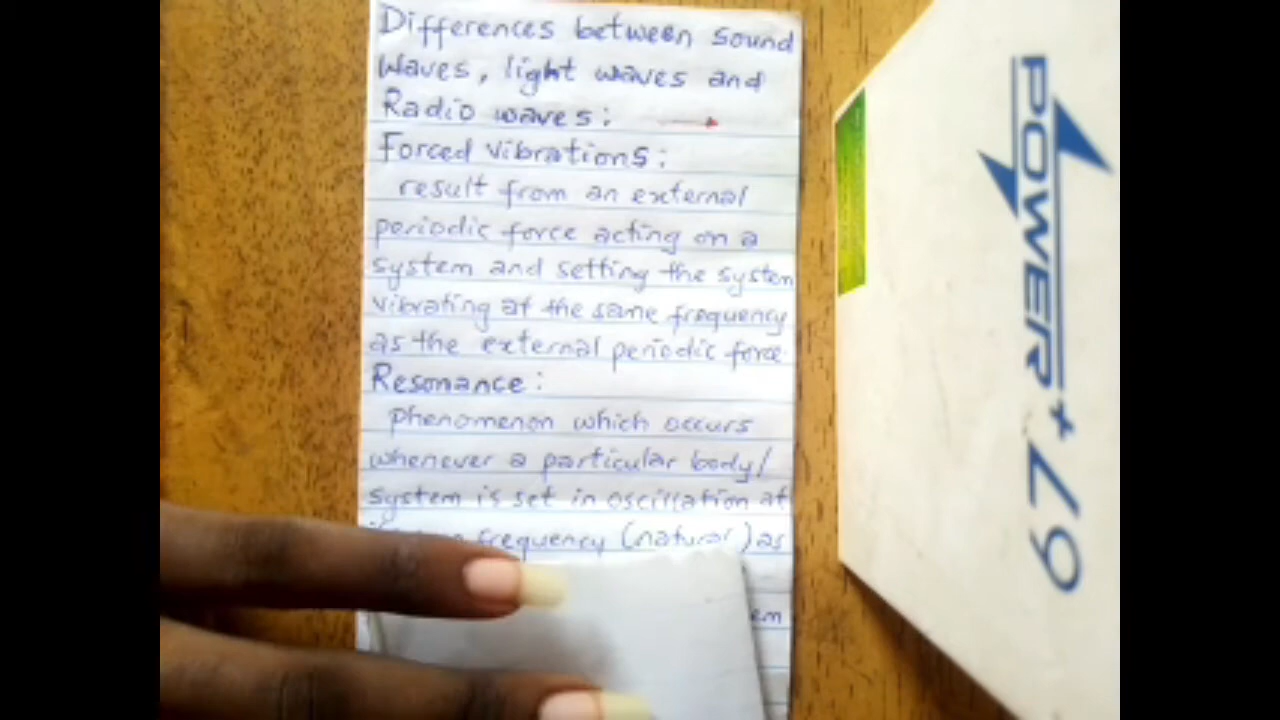 Differences between sound
Waves, light waves and
Radio waves:
Forced vibrations:
result from an external
periodic force acting on a
system and setting the system
vibrating at the same frequency
as the external periodic force.
Resonance:
Phenomenon which occurs
whenever a particular body/
system is set in oscillation at
frequency (natural) as
em
POWER+ L9